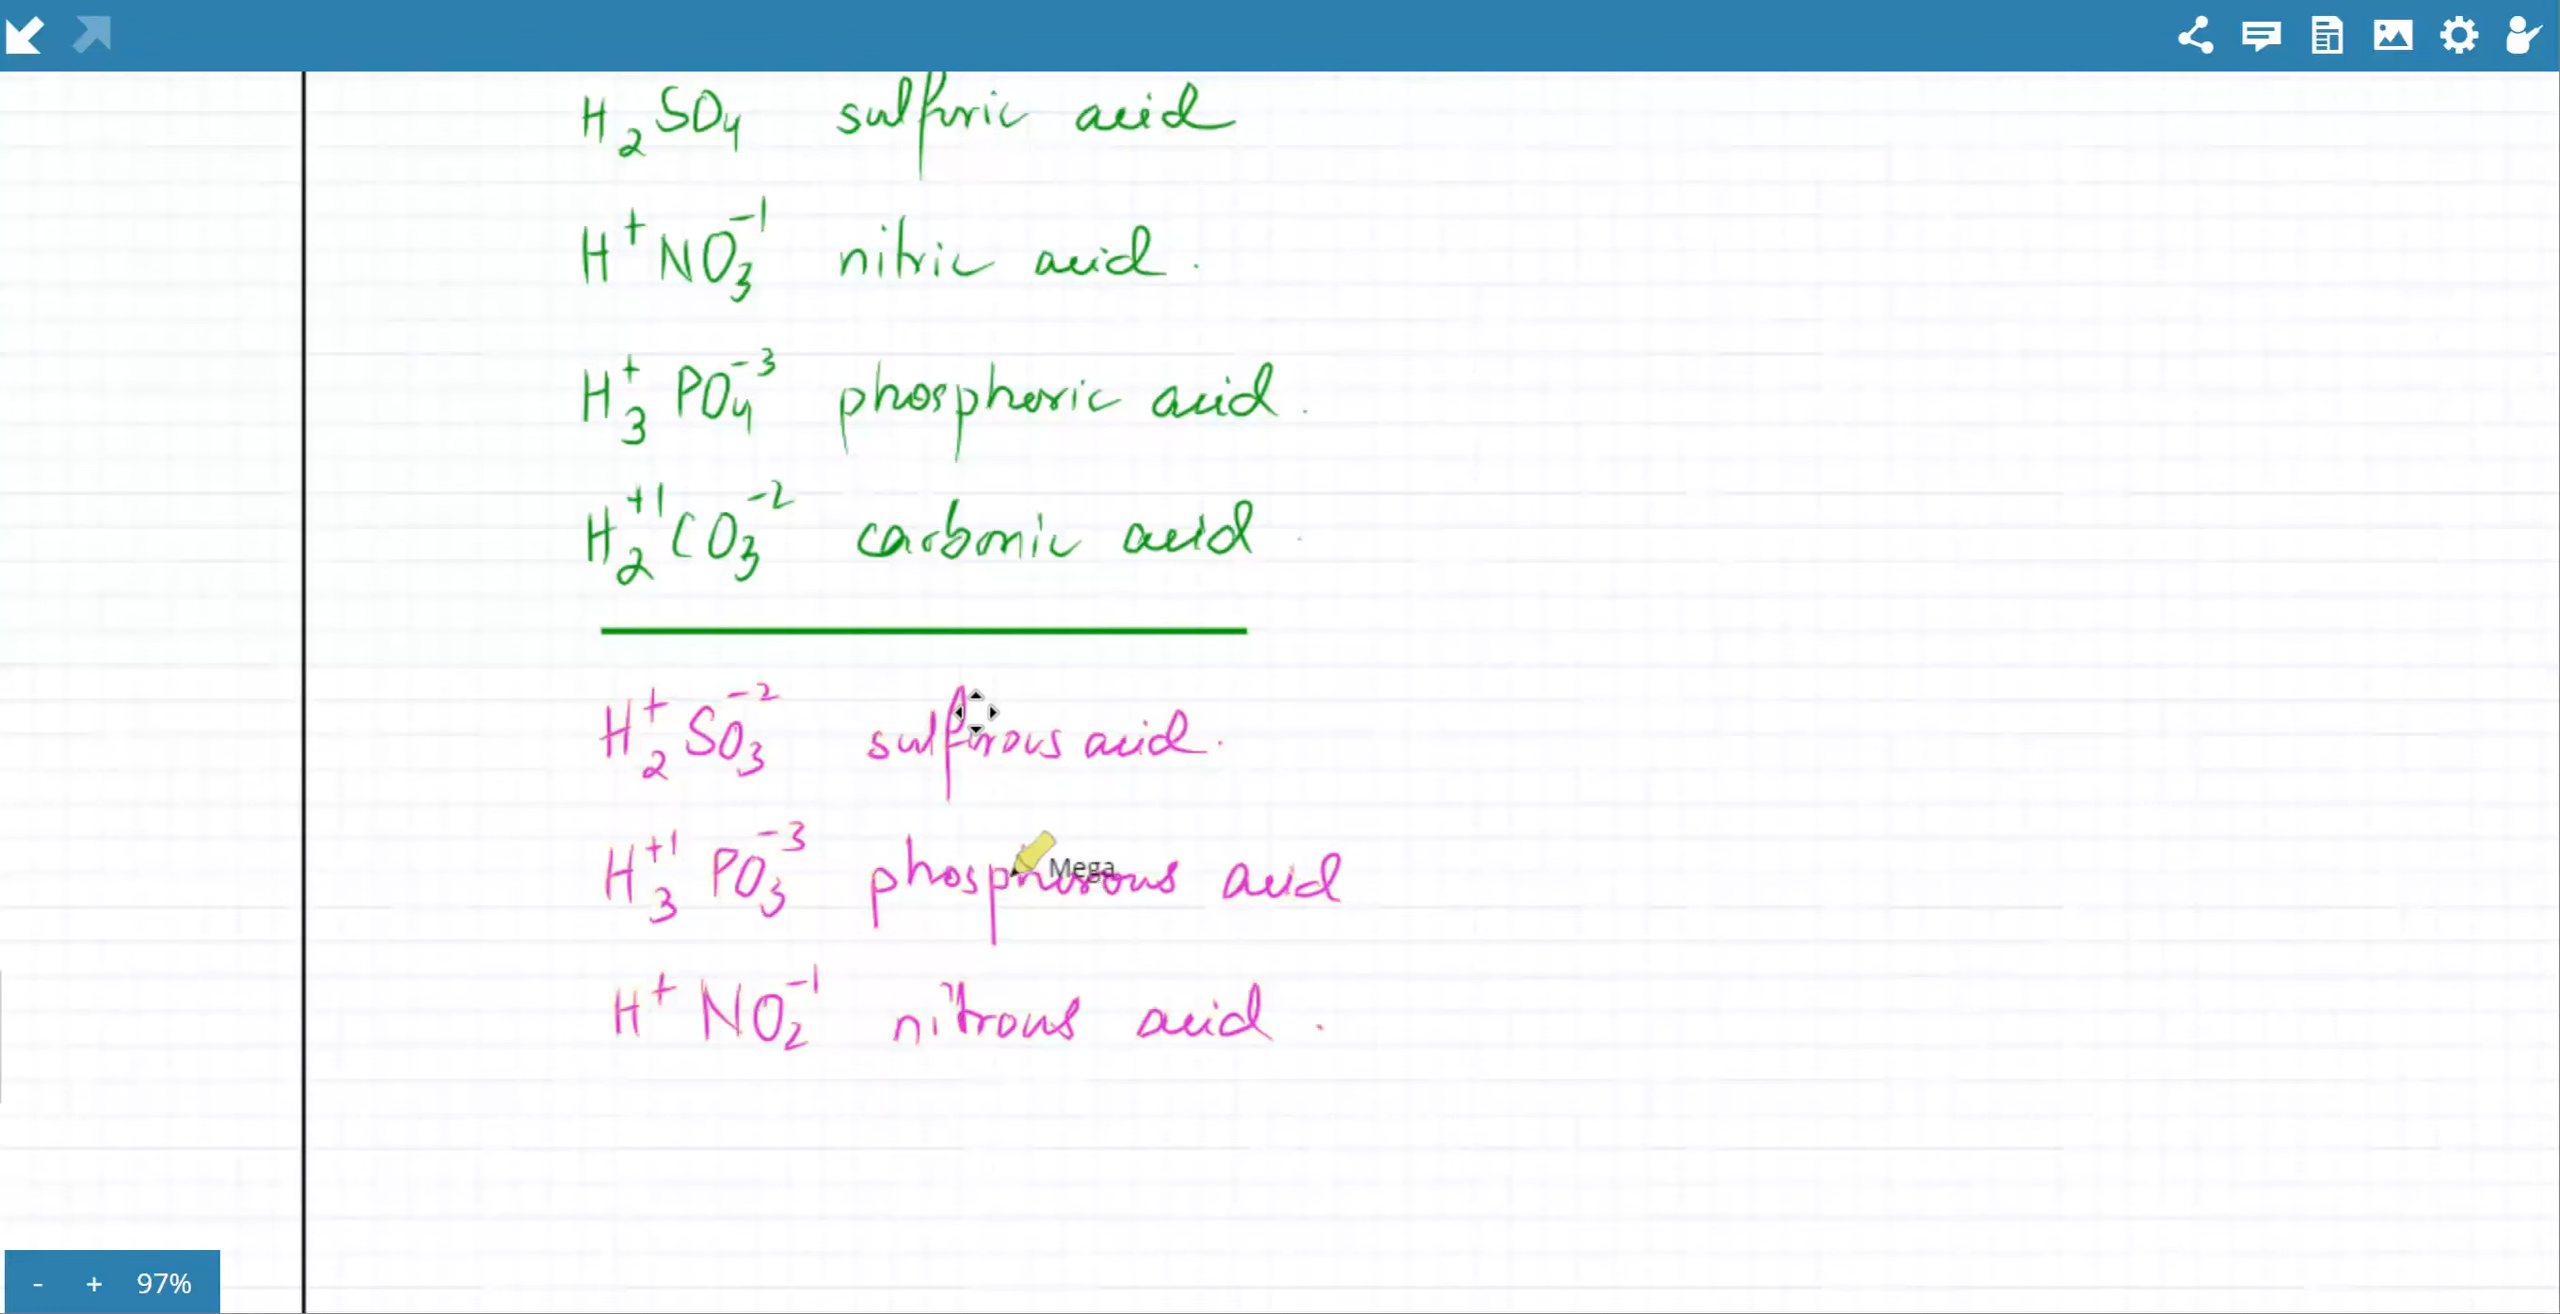 H₂SO₄ sulfuric acid
H⁺NO₃⁻¹ nitric acid.
H₃⁺PO₄⁻³ phosphoric acid.
H₂⁺¹CO₃⁻² carbonic acid.
H₂⁺SO₃⁻² sulfurous acid.
H₃⁺¹PO₃⁻³ phosphorous acid
Mega
H⁺NO₂⁻¹ nitrous acid.
- + 97%